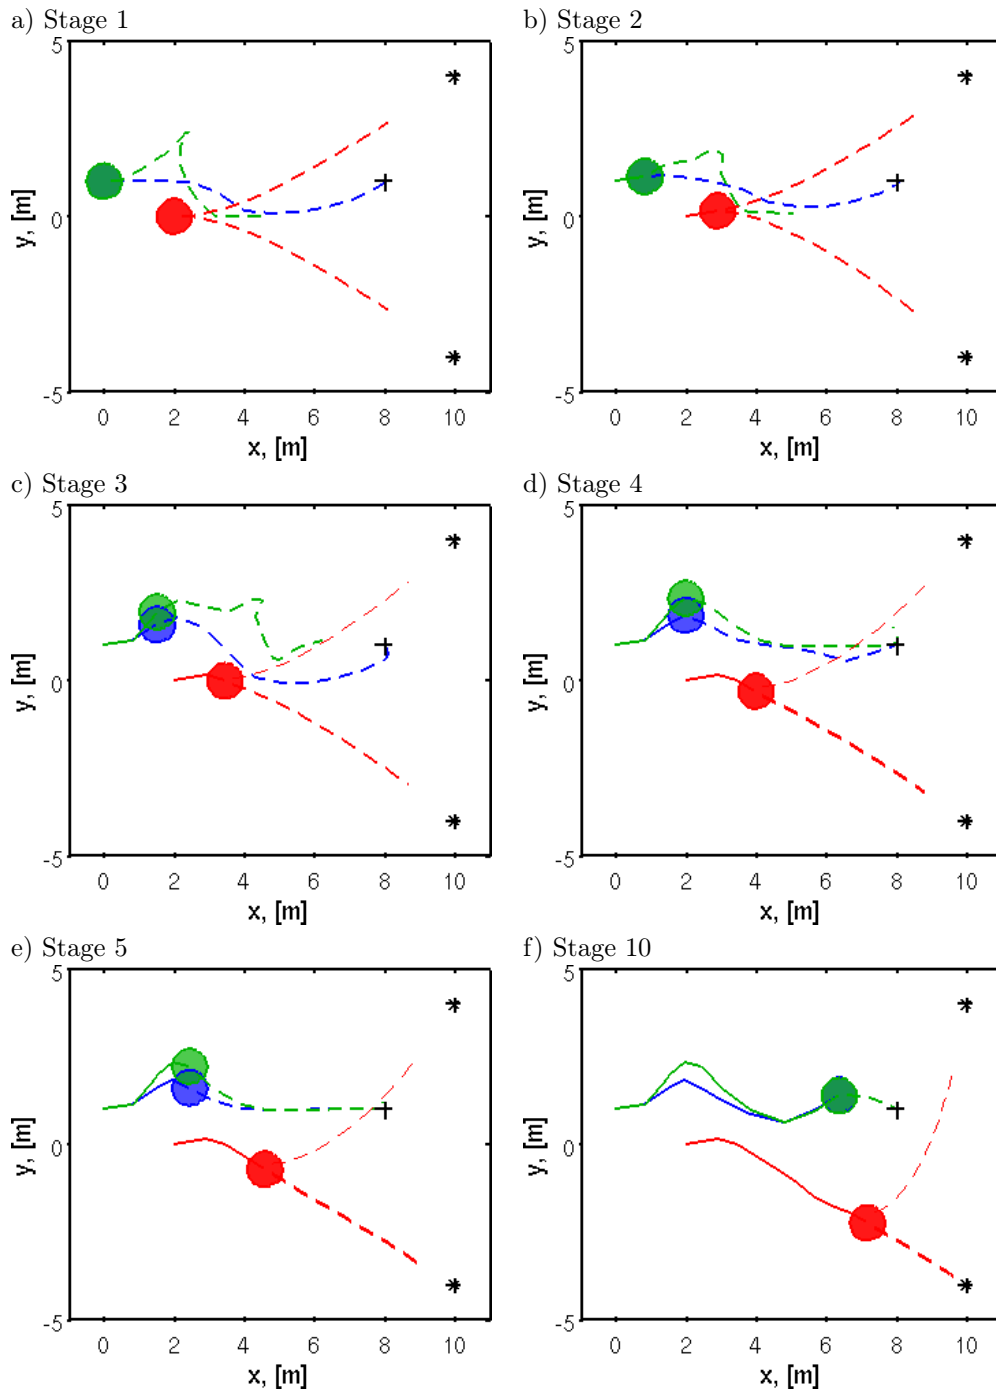 a) Stage 1
5
0
-5
y, [m]
0 2 4 6 8 10
x, [m]
b) Stage 2
5
0
-5
y, [m]
0 2 4 6 8 10
x, [m]
c) Stage 3
5
0
-5
y, [m]
0 2 4 6 8 10
x, [m]
d) Stage 4
5
0
-5
y, [m]
0 2 4 6 8 10
x, [m]
e) Stage 5
5
0
-5
y, [m]
0 2 4 6 8 10
x, [m]
f) Stage 10
5
0
-5
y, [m]
0 2 4 6 8 10
x, [m]